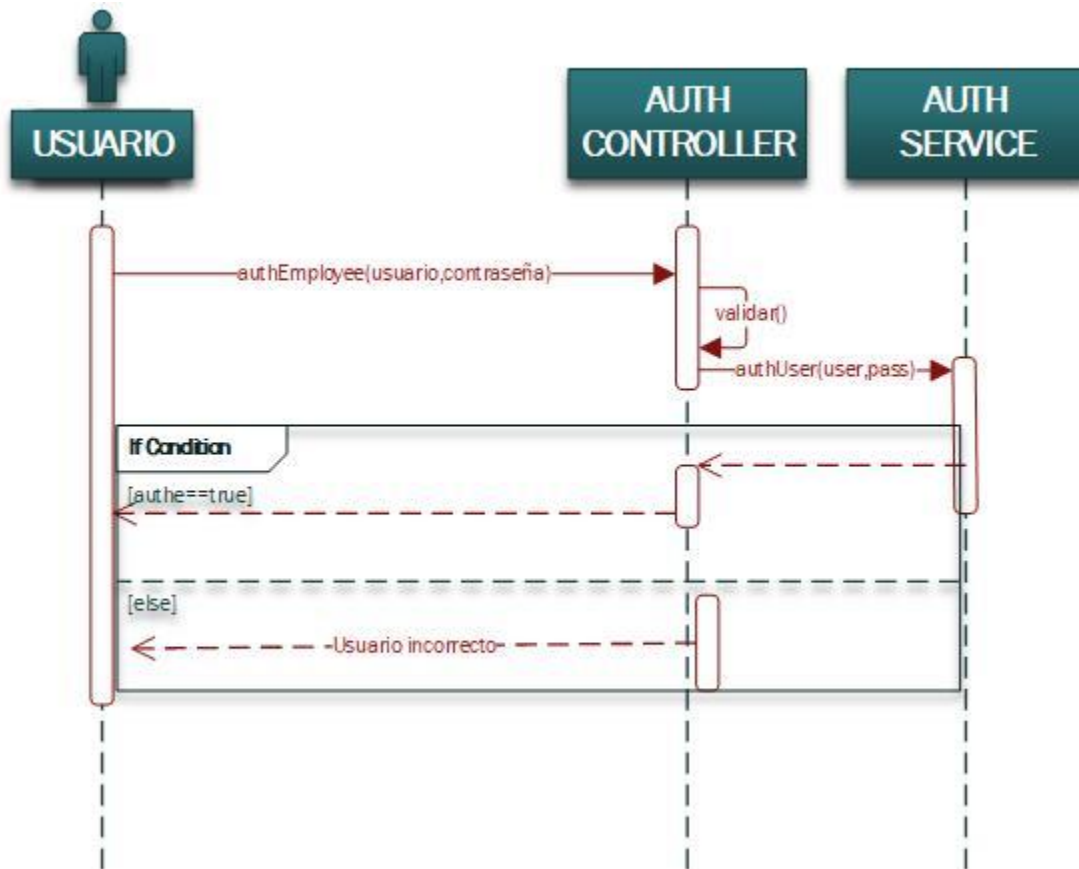 USUARIO
AUTH
CONTROLLER
AUTH
SERVICE
authEmployee(usuario,contraseña)
validar()
authUser(user,pass)
If Condition
[authe==true]
[else]
Usuario incorrecto